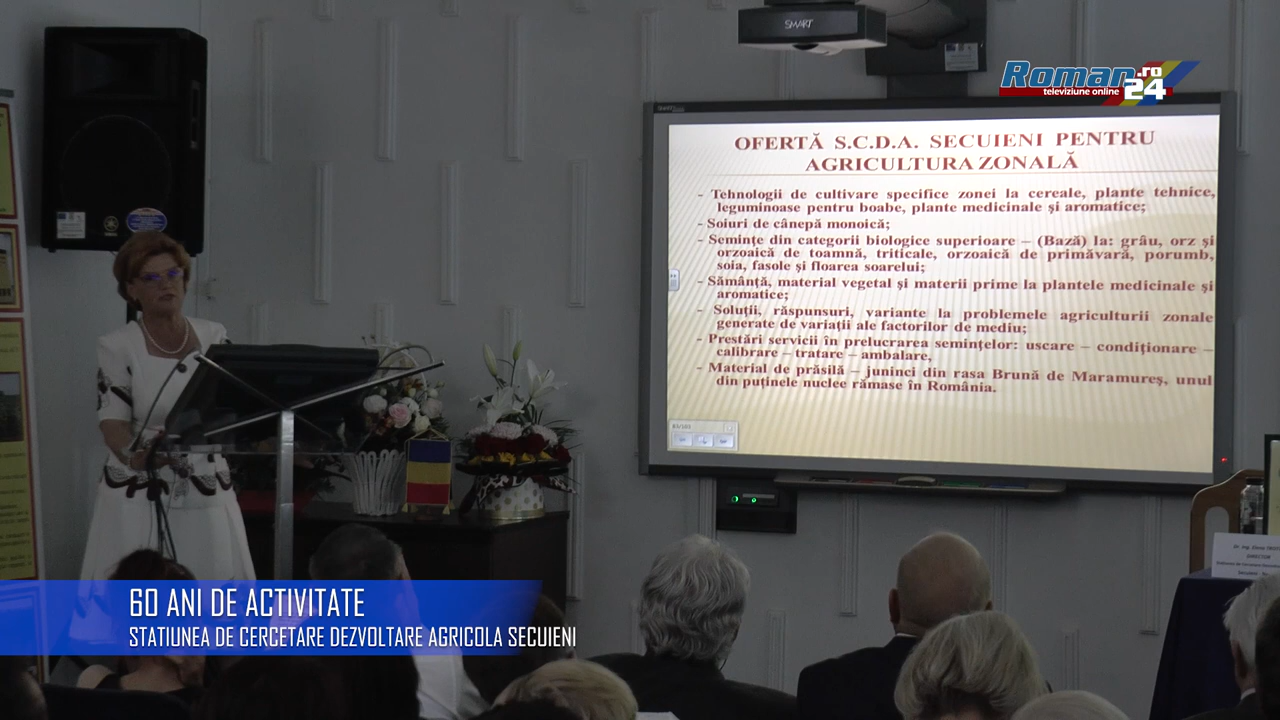 SMART
Roman.ro
televiziune online 24
OFERTĂ S.C.D.A. SECUIENI PENTRU
AGRICULTURA ZONALĂ
- Tehnologii de cultivare specifice zonei la cereale, plante tehnice,
leguminoase pentru boabe, plante medicinale și aromatice;
- Soiuri de cânepă monoică;
- Semințe din categorii biologice superioare – (Bază) la: grâu, orz și
orzoaică de toamnă, triticale, orzoaică de primăvară, porumb,
soia, fasole și floarea soarelui;
- Sămânță, material vegetal și materii prime la plantele medicinale și
aromatice;
- Soluții, răspunsuri, variante la problemele agriculturii zonale
generate de variații ale factorilor de mediu;
- Prestări servicii în prelucrarea semințelor: uscare – condiționare –
calibrare – tratare – ambalare,
- Material de prăsilă – juninci din rasa Brună de Maramureș, unul
din puținele nuclee rămase în România.
DIRECTOR
60 ANI DE ACTIVITATE
STATIUNEA DE CERCETARE DEZVOLTARE AGRICOLA SECUIENI